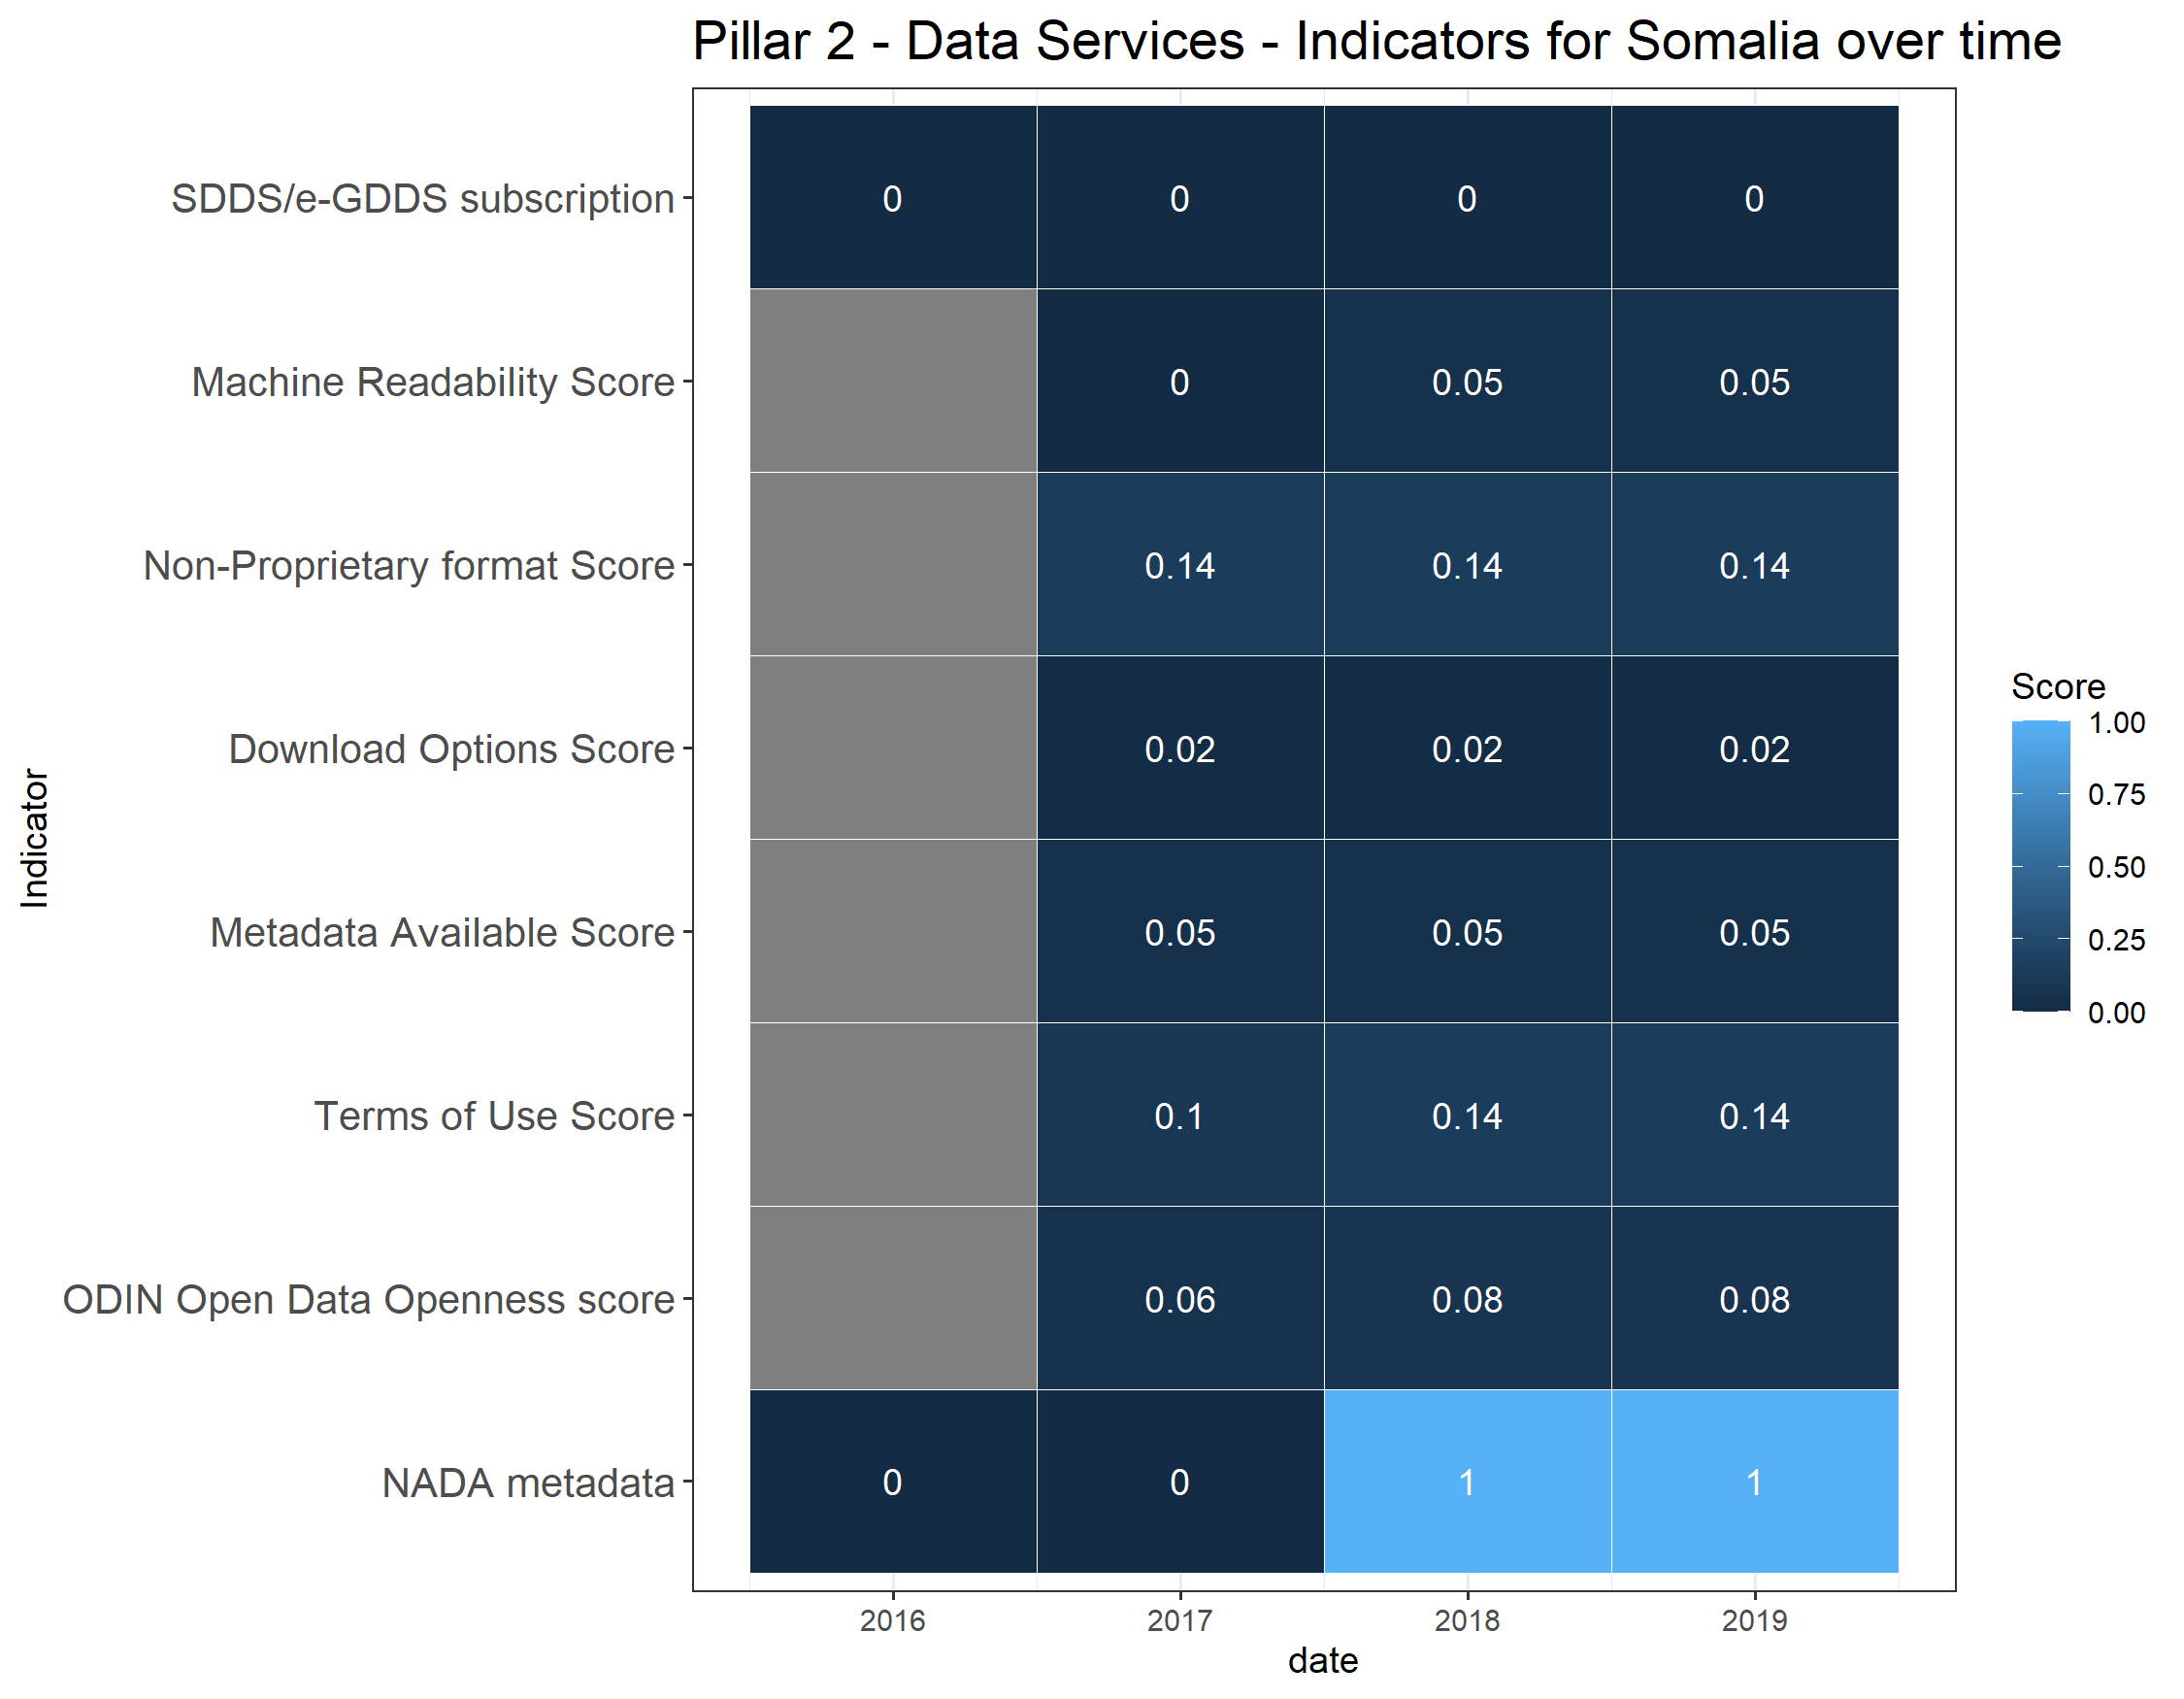 Pillar 2 - Data Services - Indicators for Somalia over time
SDDS/e-GDDS subscription 0 0 0 0
Machine Readability Score 0 0.05 0.05
Non-Proprietary format Score 0.14 0.14 0.14
Download Options Score 0.02 0.02 0.02
Metadata Available Score 0.05 0.05 0.05
Terms of Use Score 0.1 0.14 0.14
ODIN Open Data Openness score 0.06 0.08 0.08
NADA metadata 0 0 1 1
2016 2017 2018 2019
date
Indicator
Score
1.00
0.75
0.50
0.25
0.00